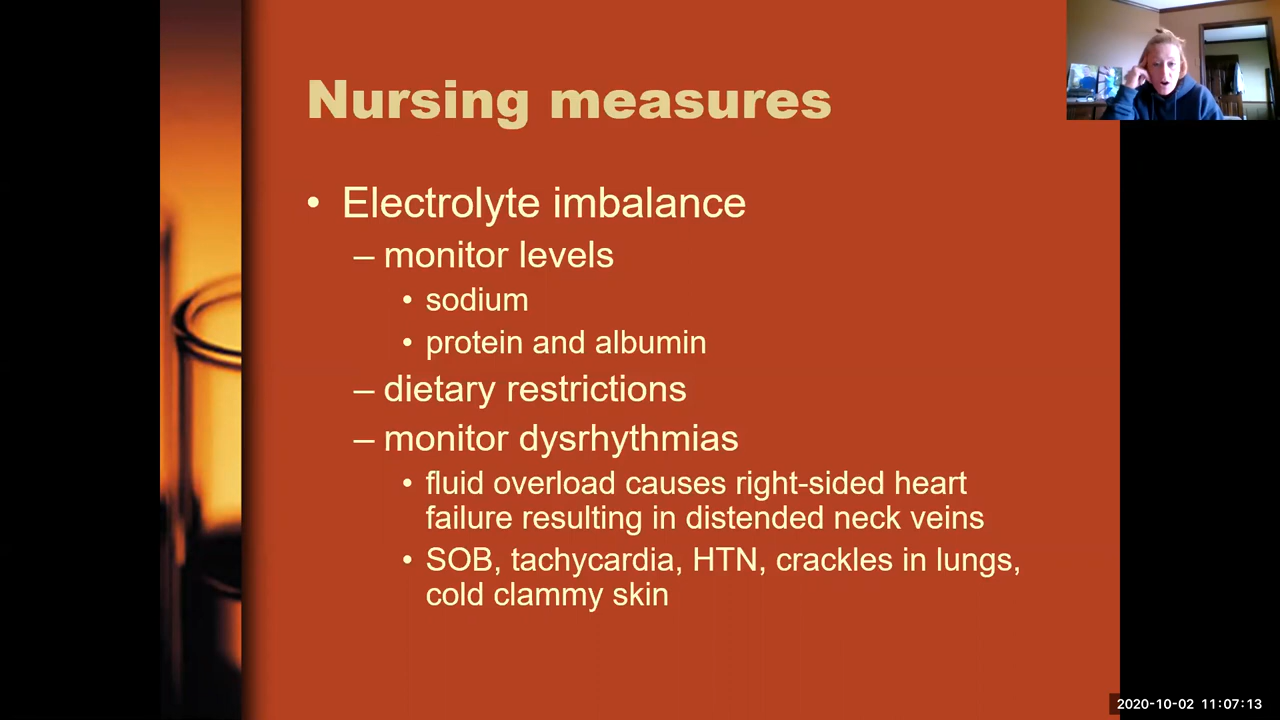 Nursing measures
• Electrolyte imbalance
– monitor levels
• sodium
• protein and albumin
– dietary restrictions
– monitor dysrhythmias
• fluid overload causes right-sided heart
failure resulting in distended neck veins
• SOB, tachycardia, HTN, crackles in lungs,
cold clammy skin
2020-10-02 11:07:13